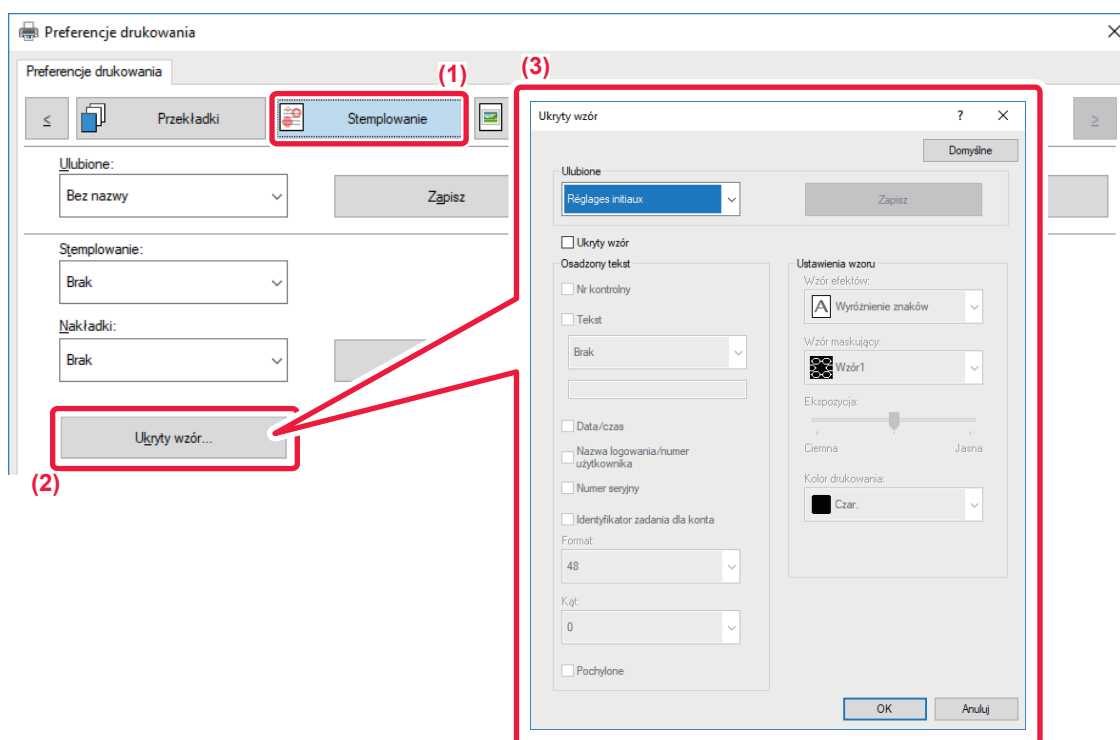 Preferencje drukowania
Preferencje drukowania
(1)
(3)
<
Przekładki
Stemplowanie
>
Ulubione:
Bez nazwy
Zapisz
Stemplowanie:
Brak
Nakładki:
Brak
Ukryty wzór...
(2)
Ukryty wzór
?
Domyślne
Ulubione
Réglages initiaux
Zapisz
Ukryty wzór
Osadzony tekst
Nr kontrolny
Tekst
Brak
Data/czas
Nazwa logowania/numer
użytkownika
Numer seryjny
Identyfikator zadania dla konta
Format:
48
Kąt:
0
Pochylone
Ustawienia wzoru
Wzór efektów:
A
Wyróżnienie znaków
Wzór maskujący:
Wzór1
Ekspozycja:
Ciemna
Jasna
Kolor drukowania:
Czar.
OK
Anuluj